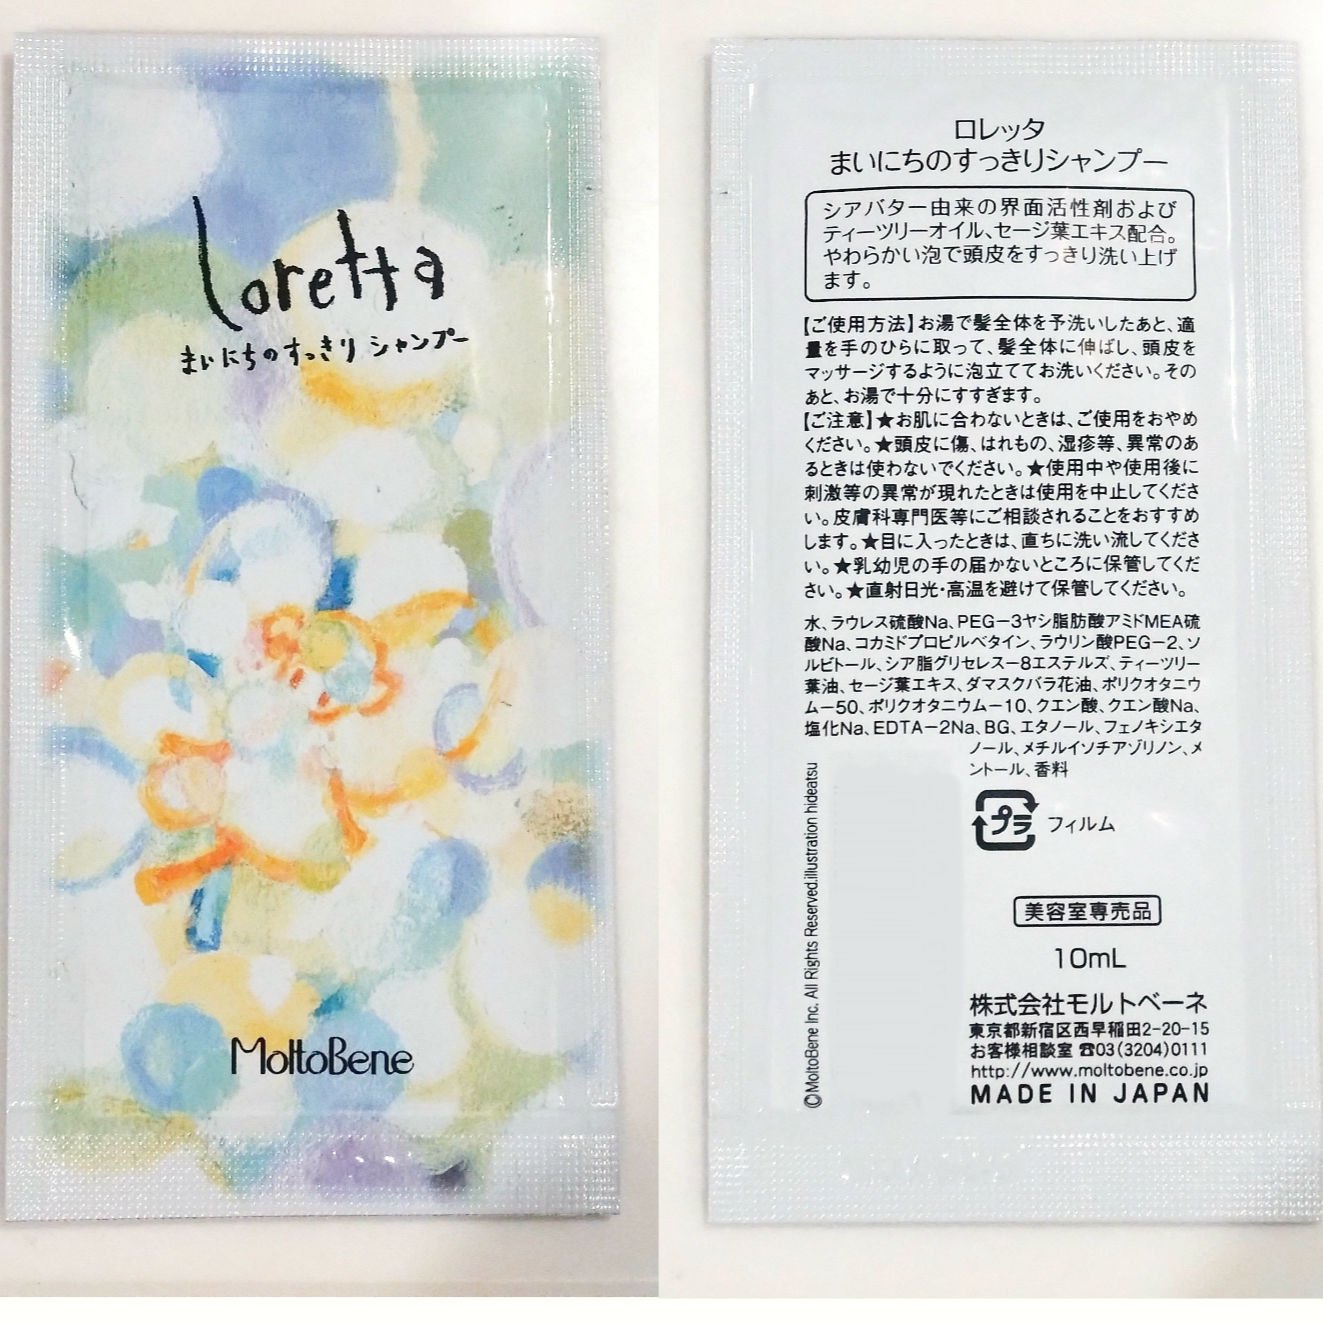 loretta
まいにちのすっきりシャンプー
MoltoBene
ロレッタ
まいにちのすっきりシャンプー
シアバター由来の界面活性剤および
ティーツリーオイル、セージ葉エキス配合。
やわらかい泡で頭皮をすっきり洗い上げ
ます。
【ご使用方法】お湯で髪全体を予洗いしたあと、適
量を手のひらに取って、髪全体に伸ばし、頭皮を
マッサージするように泡立ててお洗いください。その
あと、お湯で十分にすすぎます。
【ご注意】★お肌に合わないときは、ご使用をおやめ
ください。★頭皮に傷、はれもの、湿疹等、異常のあ
るときは使わないでください。★使用中や使用後に
刺激等の異常が現れたときは使用を中止してくださ
い。皮膚科専門医等にご相談されることをおすすめ
します。★目に入ったときは、直ちに洗い流してくださ
い。★乳幼児の手の届かないところに保管してくだ
さい。★直射日光・高温を避けて保管してください。
水、ラウレス硫酸Na、PEG－3ヤシ脂肪酸アミドMEA硫
酸Na、コカミドプロピルベタイン、ラウリン酸PEG－2、ソ
ルビトール、シア脂グリセレス－8エステルズ、ティーツリー
葉油、セージ葉エキス、ダマスクバラ花油、ポリクオタニウ
ム－50、ポリクオタニウム－10、クエン酸、クエン酸Na、
塩化Na、EDTA－2Na、BG、エタノール、フェノキシエタ
ノール、メチルイソチアゾリノン、メ
ントール、香料
プラ フィルム
美容室専売品
10mL
株式会社モルトベーネ
東京都新宿区西早稲田2-20-15
お客様相談室 ☎03(3204)0111
http://www.moltobene.co.jp
MADE IN JAPAN
©MoltoBene Inc. All Rights Reserved.illustration hideatsu